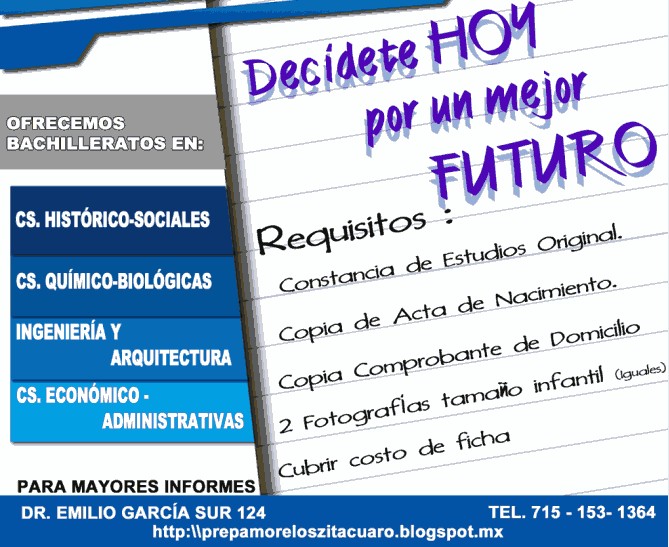 Decídete HOY
por un mejor
FUTURO
OFRECEMOS
BACHILLERATOS EN:
CS. HISTÓRICO-SOCIALES
CS. QUÍMICO-BIOLÓGICAS
INGENIERÍA Y
ARQUITECTURA
CS. ECONÓMICO -
ADMINISTRATIVAS
Requisitos :
Constancia de Estudios Original.
Copia de Acta de Nacimiento.
Copia Comprobante de Domicilio
2 Fotografías tamaño infantil (Iguales)
Cubrir costo de ficha
PARA MAYORES INFORMES
DR. EMILIO GARCÍA SUR 124
TEL. 715 - 153- 1364
http:\\prepamoreloszitacuaro.blogspot.mx